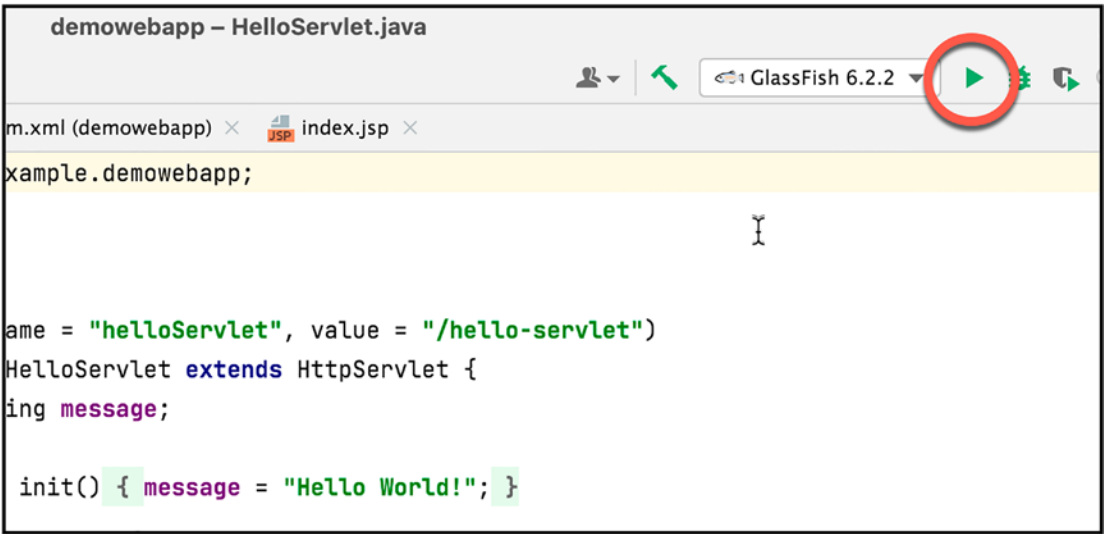 demowebapp – HelloServlet.java
GlassFish 6.2.2
m.xml (demowebapp)
JSP index.jsp
xample.demowebapp;
ame = "helloServlet", value = "/hello-servlet")
HelloServlet extends HttpServlet {
ing message;
init() { message = "Hello World!"; }